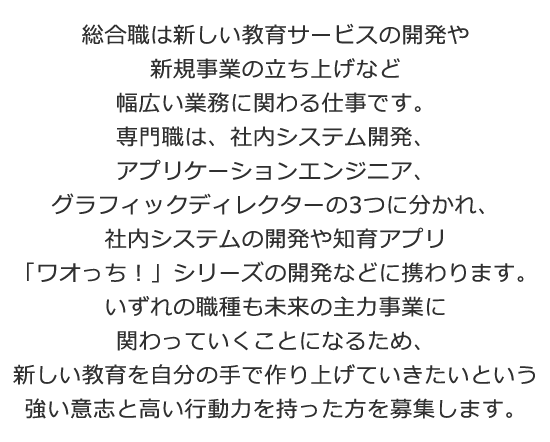 総合職は新しい教育サービスの開発や
新規事業の立ち上げなど
幅広い業務に関わる仕事です。
専門職は、社内システム開発、
アプリケーションエンジニア、
グラフィックディレクターの3つに分かれ、
社内システムの開発や知育アプリ
「ワオっち！」シリーズの開発などに携わります。
いずれの職種も未来の主力事業に
関わっていくことになるため、
新しい教育を自分の手で作り上げていきたいという
強い意志と高い行動力を持った方を募集します。